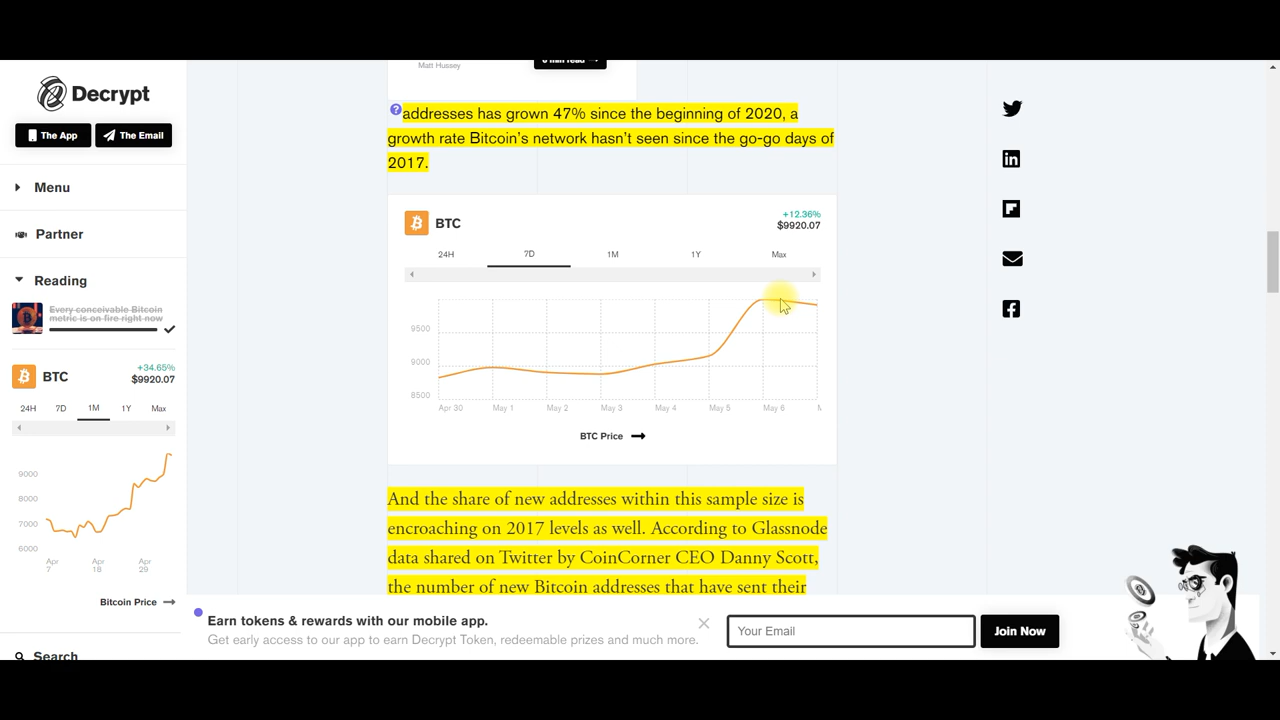 Decrypt
The App
The Email
Menu
Partner
Reading
Every conceivable Bitcoin
metric is on fire right now
BTC
+34.65%
$9920.07
24H 7D 1M 1Y Max
9000
8000
7000
6000
Apr 7
Apr 18
Apr 29
Bitcoin Price
Search
Matt Hussey
min read
addresses has grown 47% since the beginning of 2020, a
growth rate Bitcoin's network hasn't seen since the go-go days of
2017.
BTC
+12.36%
$9920.07
24H 7D 1M 1Y Max
9500
9000
8500
Apr 30 May 1 May 2 May 3 May 4 May 5 May 6
BTC Price
And the share of new addresses within this sample size is
encroaching on 2017 levels as well. According to Glassnode
data shared on Twitter by CoinCorner CEO Danny Scott,
the number of new Bitcoin addresses that have sent their
Earn tokens & rewards with our mobile app.
Get early access to our app to earn Decrypt Token, redeemable prizes and much more.
Your Email
Join Now